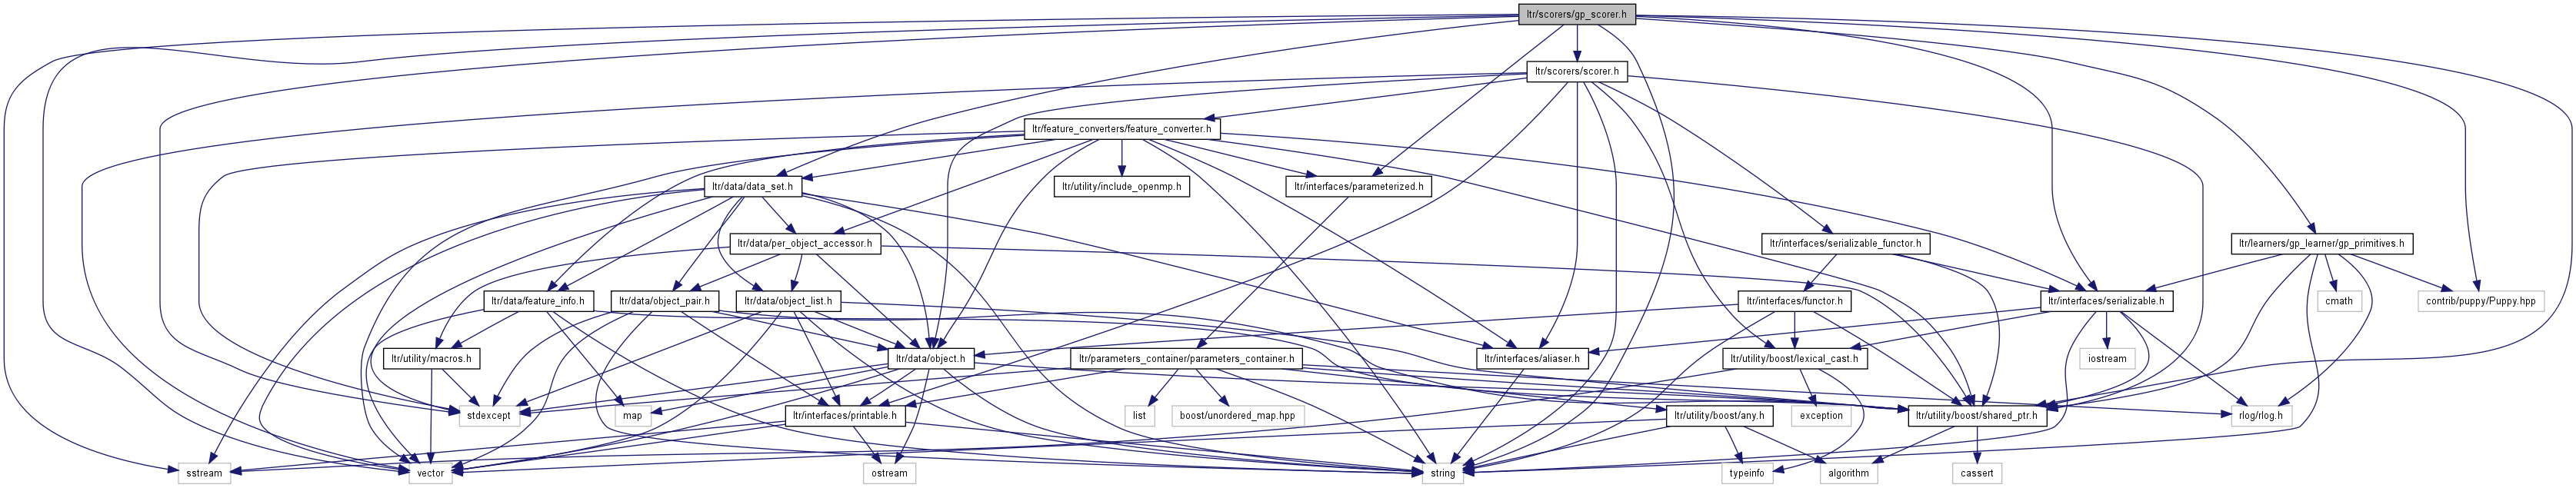 ltr/scorers/gp_scorer.h
ltr/scorers/scorer.h
ltr/feature_converters/feature_converter.h
ltr/data/data_set.h
ltr/utility/include_openmp.h
ltr/interfaces/parameterized.h
ltr/data/per_object_accessor.h
ltr/interfaces/serializable_functor.h
ltr/learners/gp_learner/gp_primitives.h
ltr/data/feature_info.h
ltr/data/object_pair.h
ltr/data/object_list.h
ltr/interfaces/functor.h
ltr/interfaces/serializable.h
cmath
contrib/puppy/Puppy.hpp
ltr/utility/macros.h
ltr/data/object.h
ltr/parameters_container/parameters_container.h
ltr/interfaces/aliaser.h
ltr/utility/boost/lexical_cast.h
iostream
stdexcept
map
ltr/interfaces/printable.h
list
boost/unordered_map.hpp
ltr/utility/boost/any.h
exception
ltr/utility/boost/shared_ptr.h
rlog/rlog.h
sstream
vector
ostream
string
typeinfo
algorithm
cassert